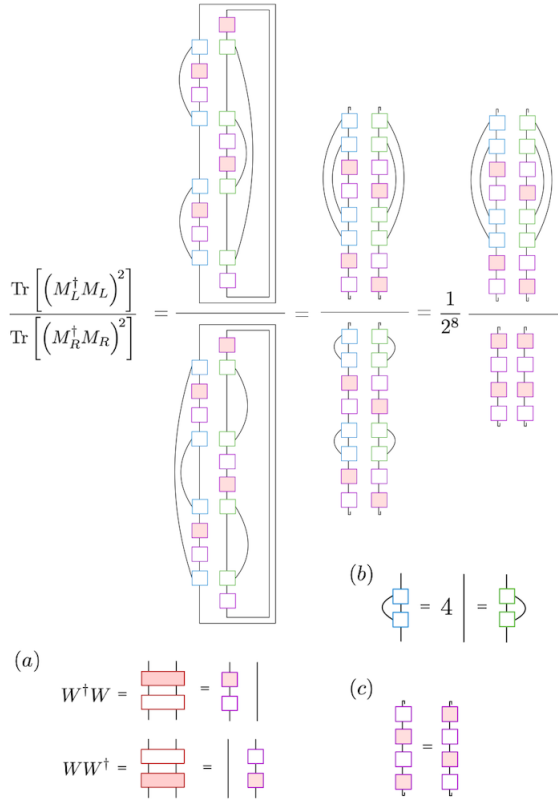 Tr[(M_L^† M_L)^2] / Tr[(M_R^† M_R)^2] = = = 1/2^8
(b)
= 4 | =
(a)
W^†W = =
WW^† = =
(c)
=